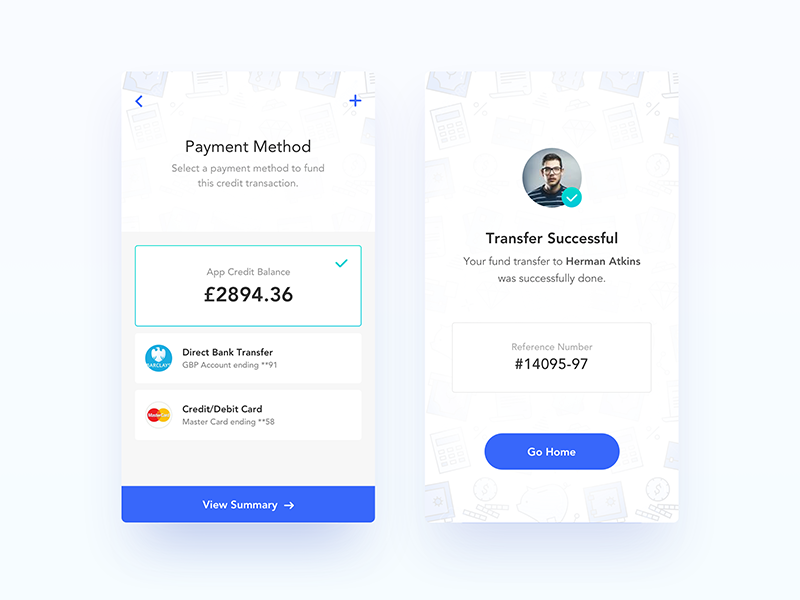 Payment Method
Select a payment method to fund
this credit transaction.
App Credit Balance
£2894.36
BARCLAYS
Direct Bank Transfer
GBP Account ending **91
MasterCard
Credit/Debit Card
Master Card ending **58
View Summary
Transfer Successful
Your fund transfer to Herman Atkins
was successfully done.
Reference Number
#14095-97
Go Home